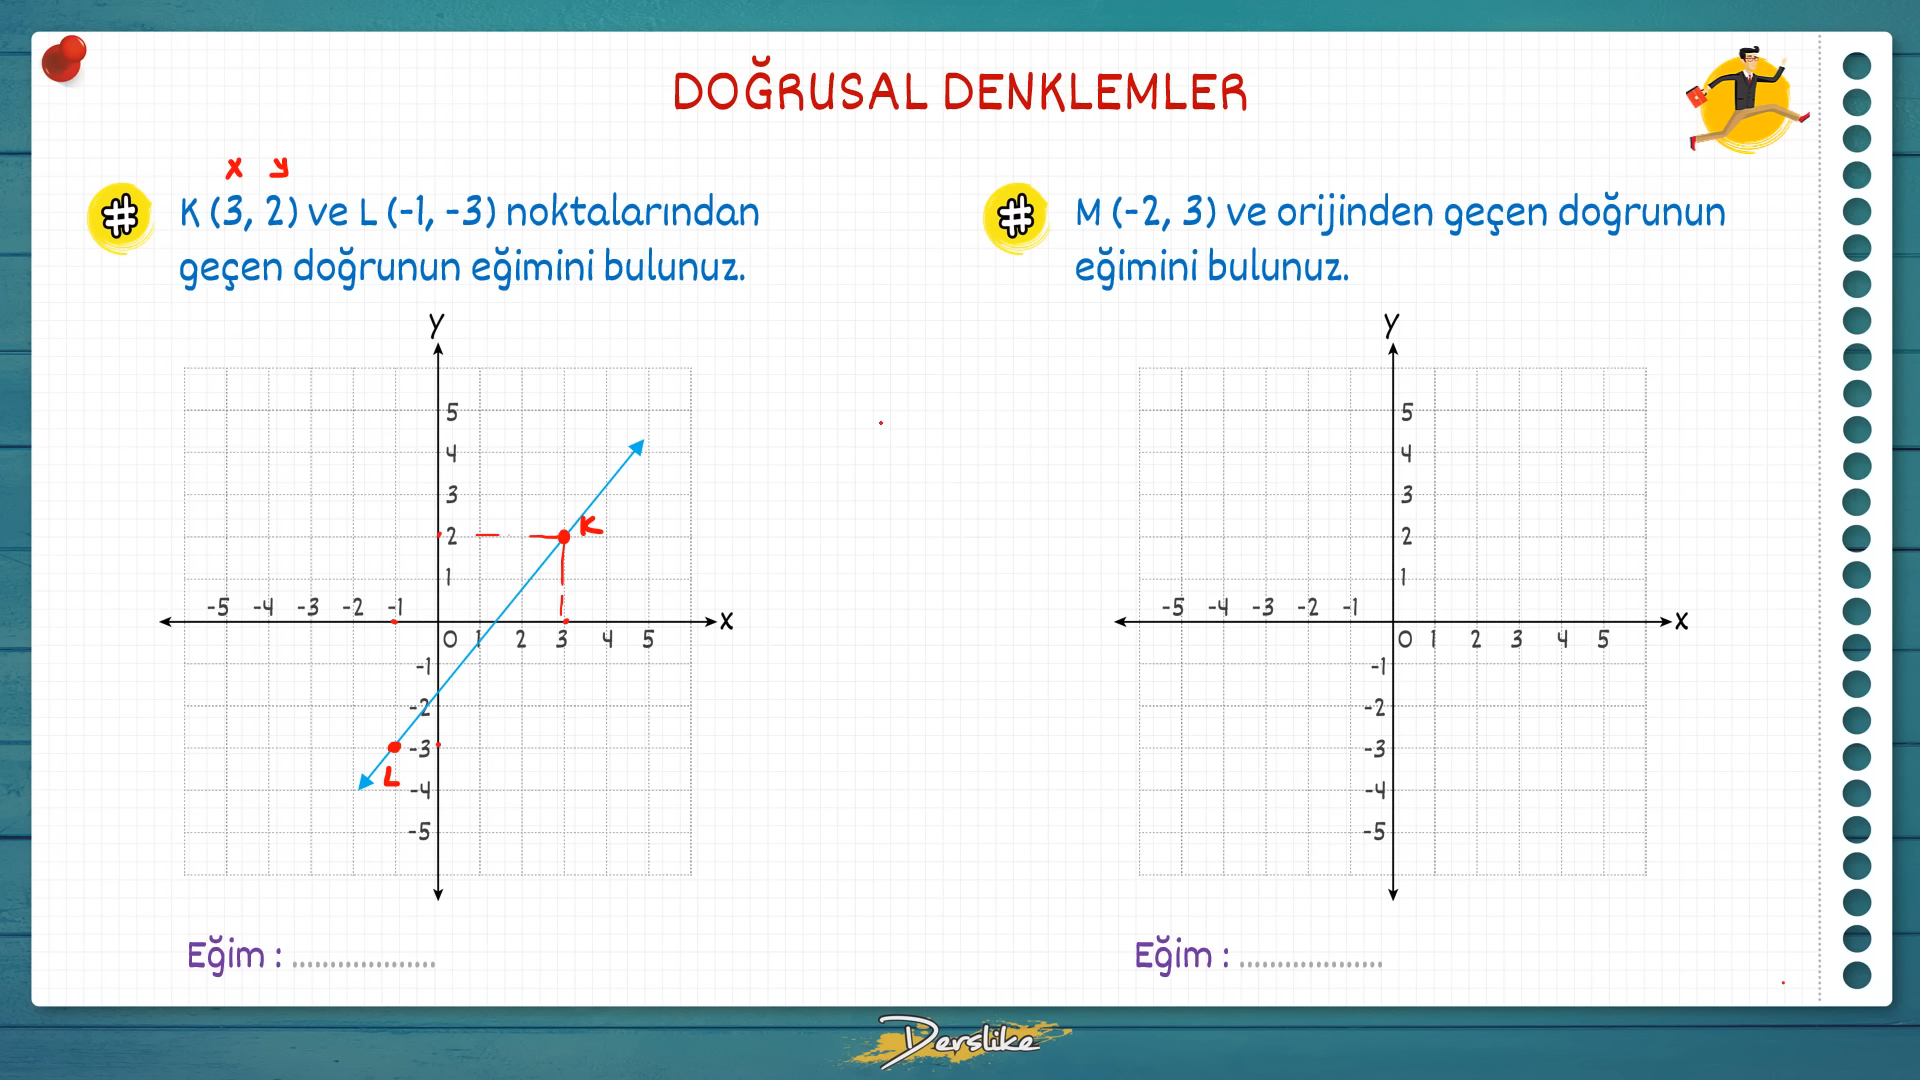 DOĞRUSAL DENKLEMLER
x y
# K (3, 2) ve L (-1, -3) noktalarından
geçen doğrunun eğimini bulunuz.
y
5
4
3
2 K
1
-5 -4 -3 -2 -1
x
0 1 2 3 4 5
-1
-2
-3
L -4
-5
Eğim : ...................
# M (-2, 3) ve orijinden geçen doğrunun
eğimini bulunuz.
y
5
4
3
2
1
-5 -4 -3 -2 -1
x
0 1 2 3 4 5
-1
-2
-3
-4
-5
Eğim : ...................
Derslike